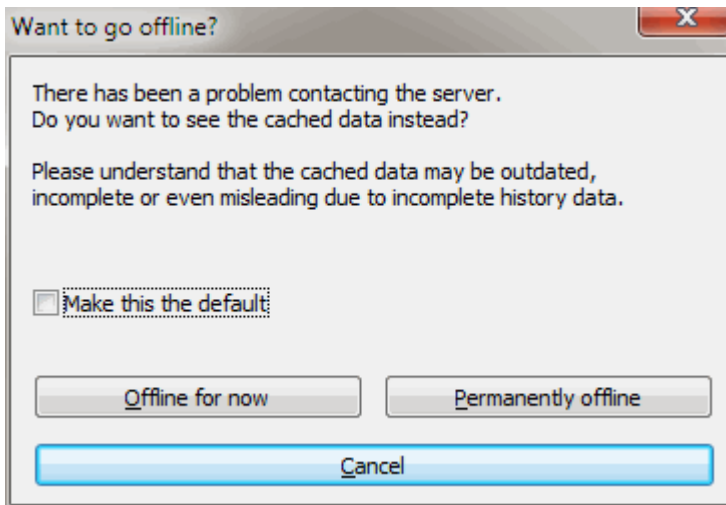 Want to go offline?
There has been a problem contacting the server.
Do you want to see the cached data instead?
Please understand that the cached data may be outdated,
incomplete or even misleading due to incomplete history data.
Make this the default
Offline for now
Permanently offline
Cancel